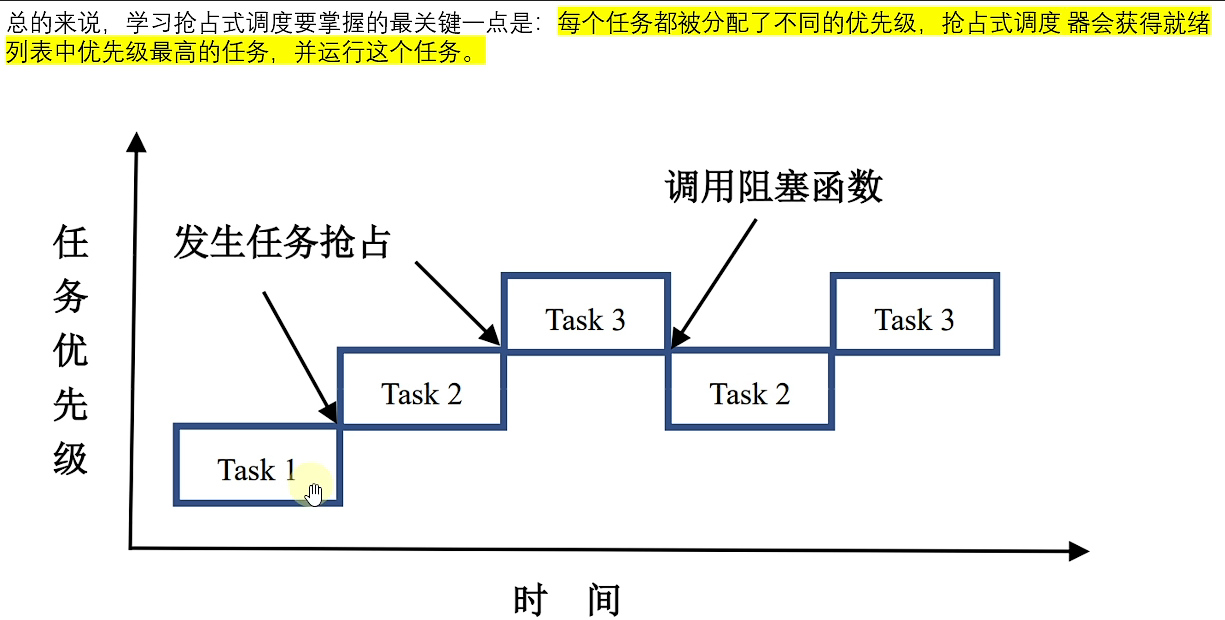 总的来说，学习抢占式调度要掌握的最关键一点是：每个任务都被分配了不同的优先级，抢占式调度 器会获得就绪
列表中优先级最高的任务，并运行这个任务。
调用阻塞函数
发生任务抢占
任务优先级
Task 3
Task 3
Task 2
Task 2
Task 1
时 间